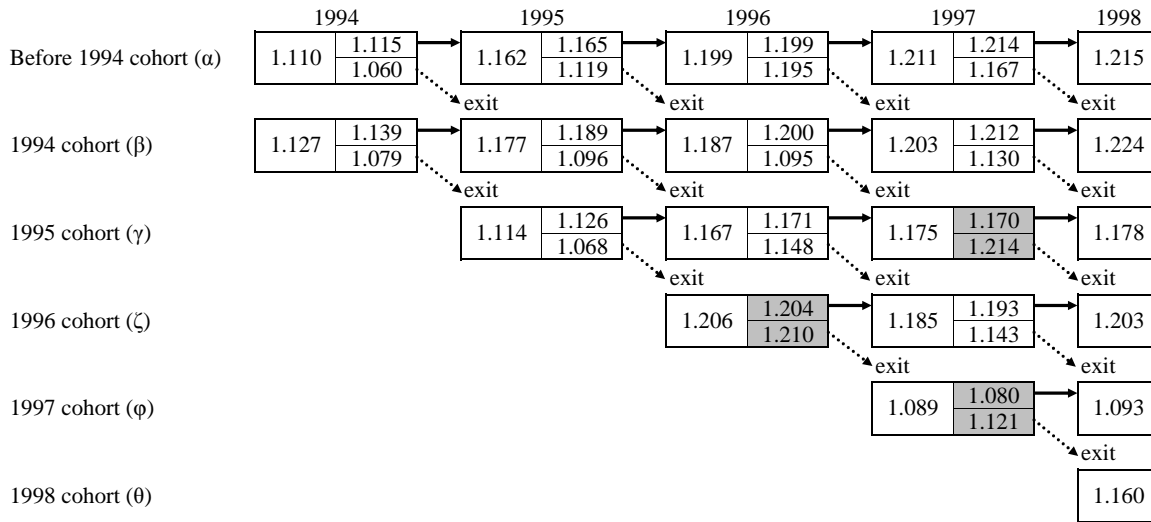 1994 1995 1996 1997 1998
Before 1994 cohort (α) 1.110 1.115 1.060 1.162 1.165 1.119 1.199 1.199 1.195 1.211 1.214 1.167 1.215
exit exit exit exit
1994 cohort (β) 1.127 1.139 1.079 1.177 1.189 1.096 1.187 1.200 1.095 1.203 1.212 1.130 1.224
exit exit exit exit
1995 cohort (γ) 1.114 1.126 1.068 1.167 1.171 1.148 1.175 1.170 1.214 1.178
exit exit exit
1996 cohort (ζ) 1.206 1.204 1.210 1.185 1.193 1.143 1.203
exit exit
1997 cohort (φ) 1.089 1.080 1.121 1.093
exit
1998 cohort (θ) 1.160